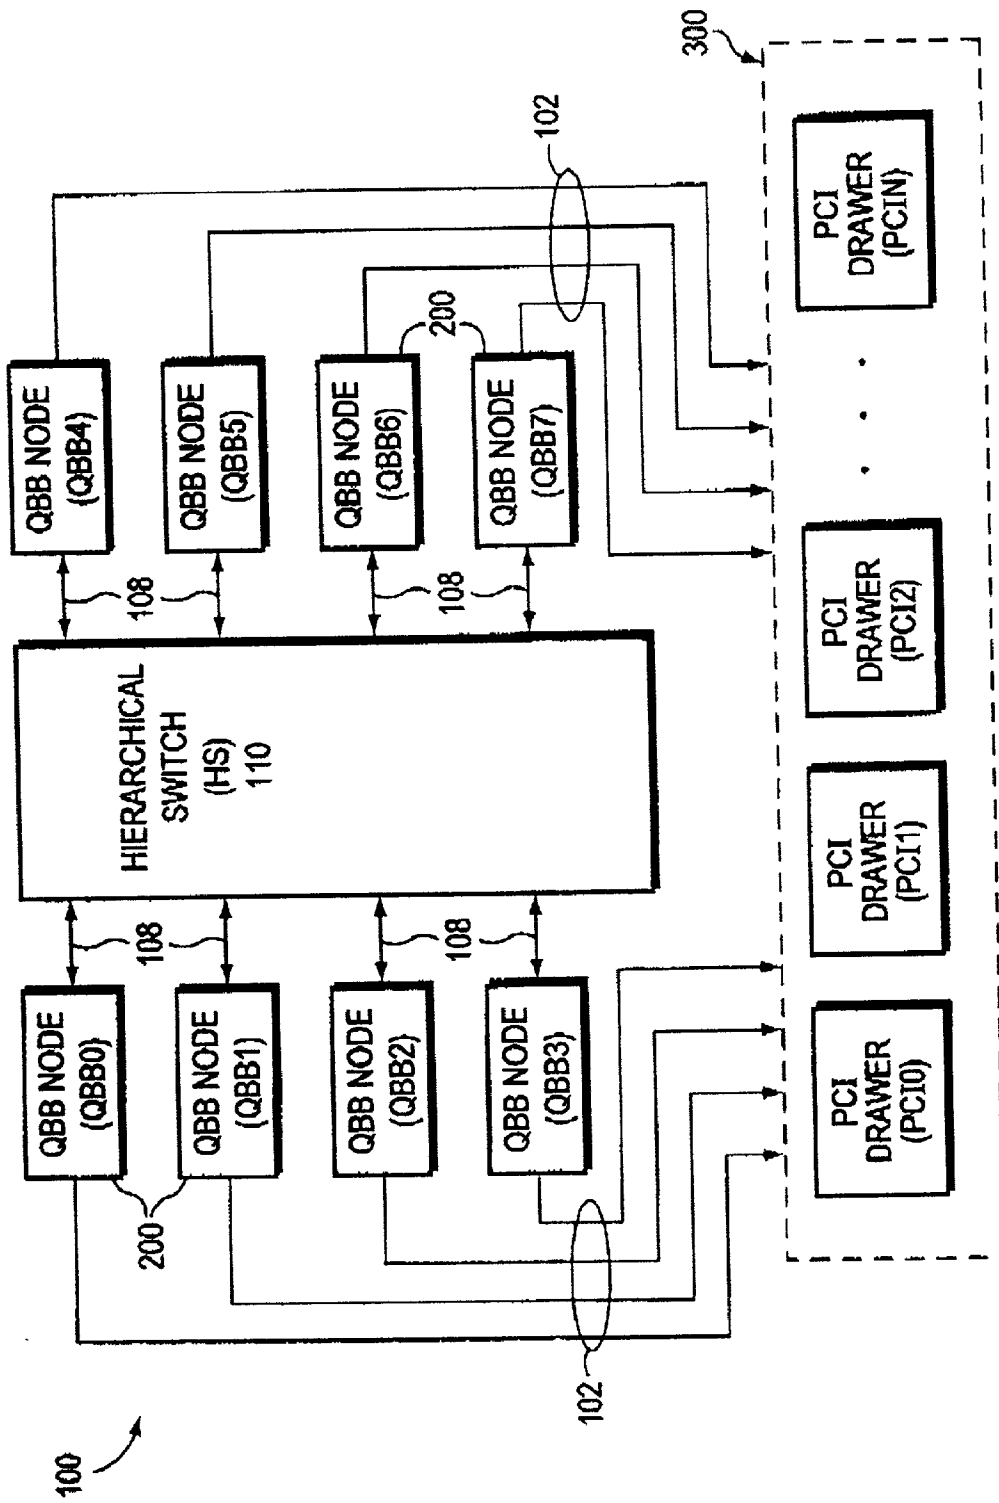 100
QBB NODE
(QBB0)
QBB NODE
(QBB1)
QBB NODE
(QBB2)
QBB NODE
(QBB3)
200
108
108
HIERARCHICAL
SWITCH
(HS)
110
108
108
QBB NODE
(QBB4)
QBB NODE
(QBB5)
QBB NODE
(QBB6)
QBB NODE
(QBB7)
200
102
102
300
PCI
DRAWER
(PCI0)
PCI
DRAWER
(PCI1)
PCI
DRAWER
(PCI2)
. . .
PCI
DRAWER
(PCIN)